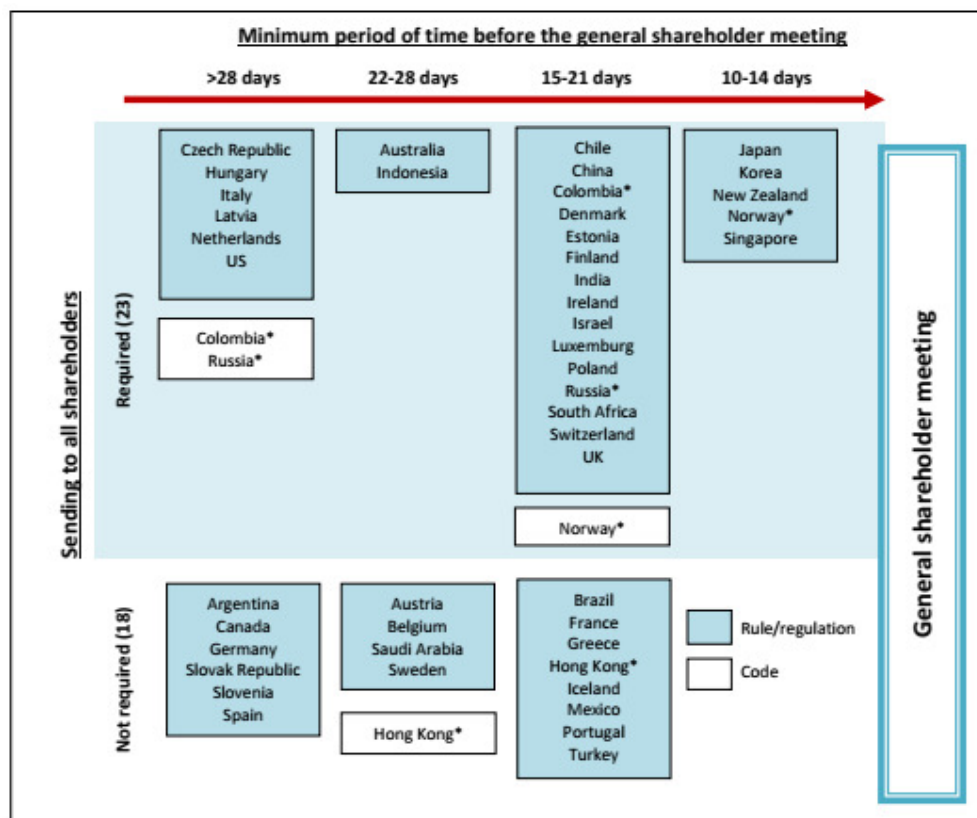 Minimum period of time before the general shareholder meeting
>28 days
22-28 days
15-21 days
10-14 days
Sending to all shareholders
Required (23)
Czech Republic
Hungary
Italy
Latvia
Netherlands
US
Colombia*
Russia*
Australia
Indonesia
Chile
China
Colombia*
Denmark
Estonia
Finland
India
Ireland
Israel
Luxemburg
Poland
Russia*
South Africa
Switzerland
UK
Norway*
Japan
Korea
New Zealand
Norway*
Singapore
Not required (18)
Argentina
Canada
Germany
Slovak Republic
Slovenia
Spain
Austria
Belgium
Saudi Arabia
Sweden
Hong Kong*
Brazil
France
Greece
Hong Kong*
Iceland
Mexico
Portugal
Turkey
Rule/regulation
Code
General shareholder meeting